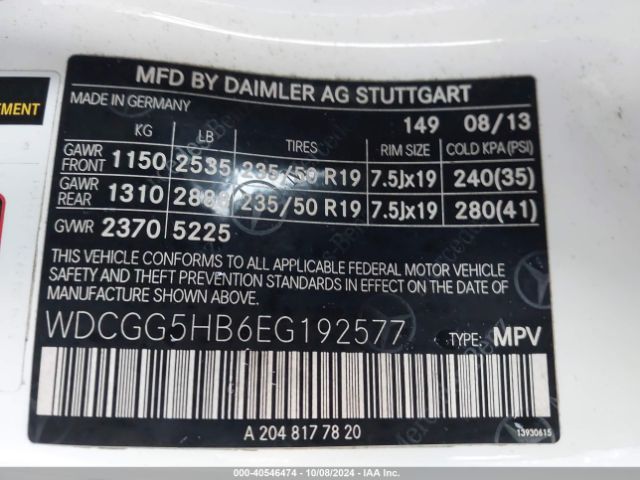 EMENT
MFD BY DAIMLER AG STUTTGART
MADE IN GERMANY
149 08/13
KG LB TIRES RIM SIZE COLD KPA(PSI)
GAWR FRONT 1150 2535 235/50 R19 7.5Jx19 240(35)
GAWR REAR 1310 2888 235/50 R19 7.5Jx19 280(41)
GVWR 2370 5225
THIS VEHICLE CONFORMS TO ALL APPLICABLE FEDERAL MOTOR VEHICLE
SAFETY AND THEFT PREVENTION STANDARDS IN EFFECT ON THE DATE
OF MANUFACTURE SHOWN ABOVE.
WDCGG5HB6EG192577 TYPE: MPV
A 204 817 78 20
13930615
000-40546474 - 10/08/2024 - IAA Inc.